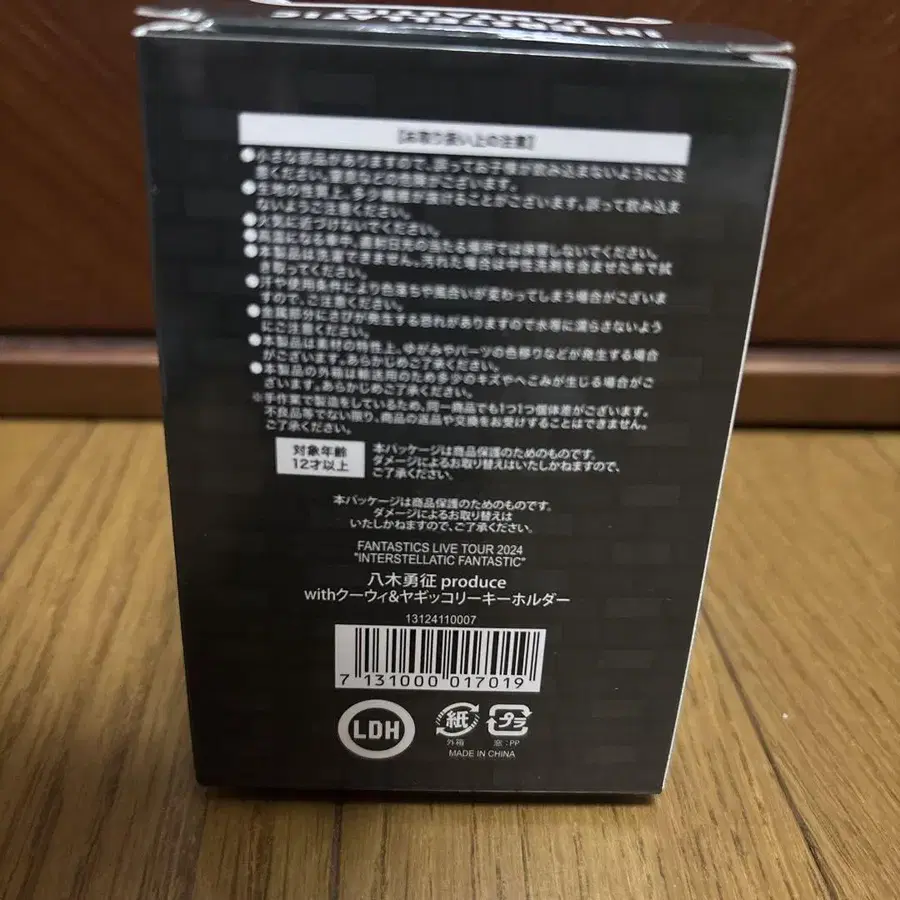 INTERSTELLATIC
FANTASTIC
【お取り扱い上の注意】
●小さな部品がありますので、誤ってお子様が飲み込まないようにご注
意ください。窒息などの危険がございます。
●生地の性質上、多少繊維が抜けることがございます。誤って飲み込ま
ないようご注意ください。
●火気に近づけないでください。
●高温になる車中、直射日光の当たる場所では保管しないでください。
●本製品は洗濯できません。汚れた場合は中性洗剤を含ませた布で拭
き取ってください。
●汗や使用条件により色落ちや風合いが変わってしまう場合がございま
すので、ご注意ください。
●金属部分にさびが発生する恐れがありますので水等に濡らさないよう
にご注意ください。
●本製品は素材の特性上、ゆがみやパーツの色移りなどが発生する場合
がございます。あらかじめご了承ください。
●本製品の外箱は輸送用のため多少のキズやへこみが生じる場合がご
ざいます。あらかじめご了承ください。
※手作業で製造をしているため、同一商品でも1つ1つ個体差がございます。
不良品等でない限り、商品の返品や交換をお受けすることはできません。
ご了承ください。
対象年齢
12才以上
本パッケージは商品保護のためのものです。
ダメージによるお取り替えはいたしかねますので、
ご了承ください。
本パッケージは商品保護のためのものです。
ダメージによるお取り替えは
いたしかねますので、ご了承ください。
FANTASTICS LIVE TOUR 2024
"INTERSTELLATIC FANTASTIC"
八木勇征 produce
withクーウィ&ヤギッコリーキーホルダー
13124110007
7 131000 017019
LDH
紙
外箱
プラ
窓:PP
MADE IN CHINA